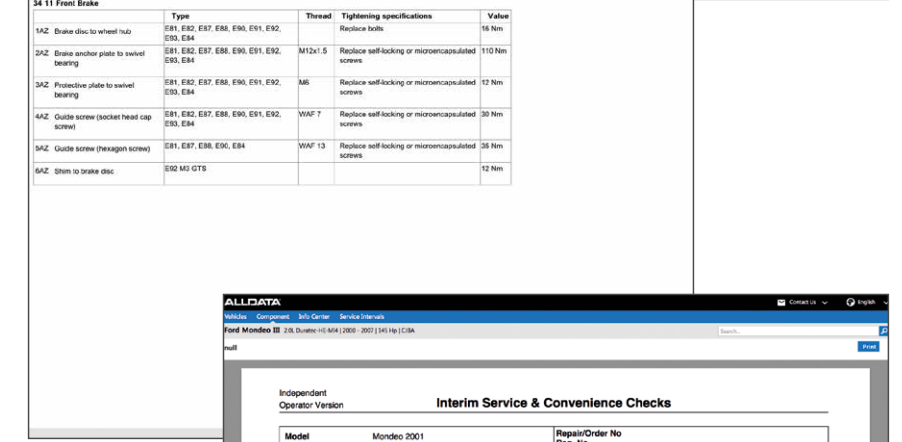 34 11 Front Brake
Type Thread Tightening specifications Value
1AZ Brake disc to wheel hub E81, E82, E87, E88, E90, E91, E92, E93, E84 Replace bolts 16 Nm
2AZ Brake anchor plate to swivel bearing E81, E82, E87, E88, E90, E91, E92, E93, E84 M12x1.5 Replace self-locking or microencapsulated screws 110 Nm
3AZ Protective plate to swivel bearing E81, E82, E87, E88, E90, E91, E92, E93, E84 M6 Replace self-locking or microencapsulated screws 12 Nm
4AZ Guide screw (socket head cap screw) E81, E82, E87, E88, E90, E91, E92, E93, E84 WAF 7 Replace self-locking or microencapsulated screws 30 Nm
5AZ Guide screw (hexagon screw) E81, E87, E88, E90, E84 WAF 13 Replace self-locking or microencapsulated screws 35 Nm
6AZ Shim to brake disc E92 M3 GTS 12 Nm
ALLDATA Contact Us English
Vehicles Component Info Center Service Intervals
Ford Mondeo III 2.0L Duratec-HE-MI4 | 2000 - 2007 | 145 Hp | CJBA Search...
null Print
Independent
Operator Version Interim Service & Convenience Checks
Model Mondeo 2001 Repair/Order No
Reg. No